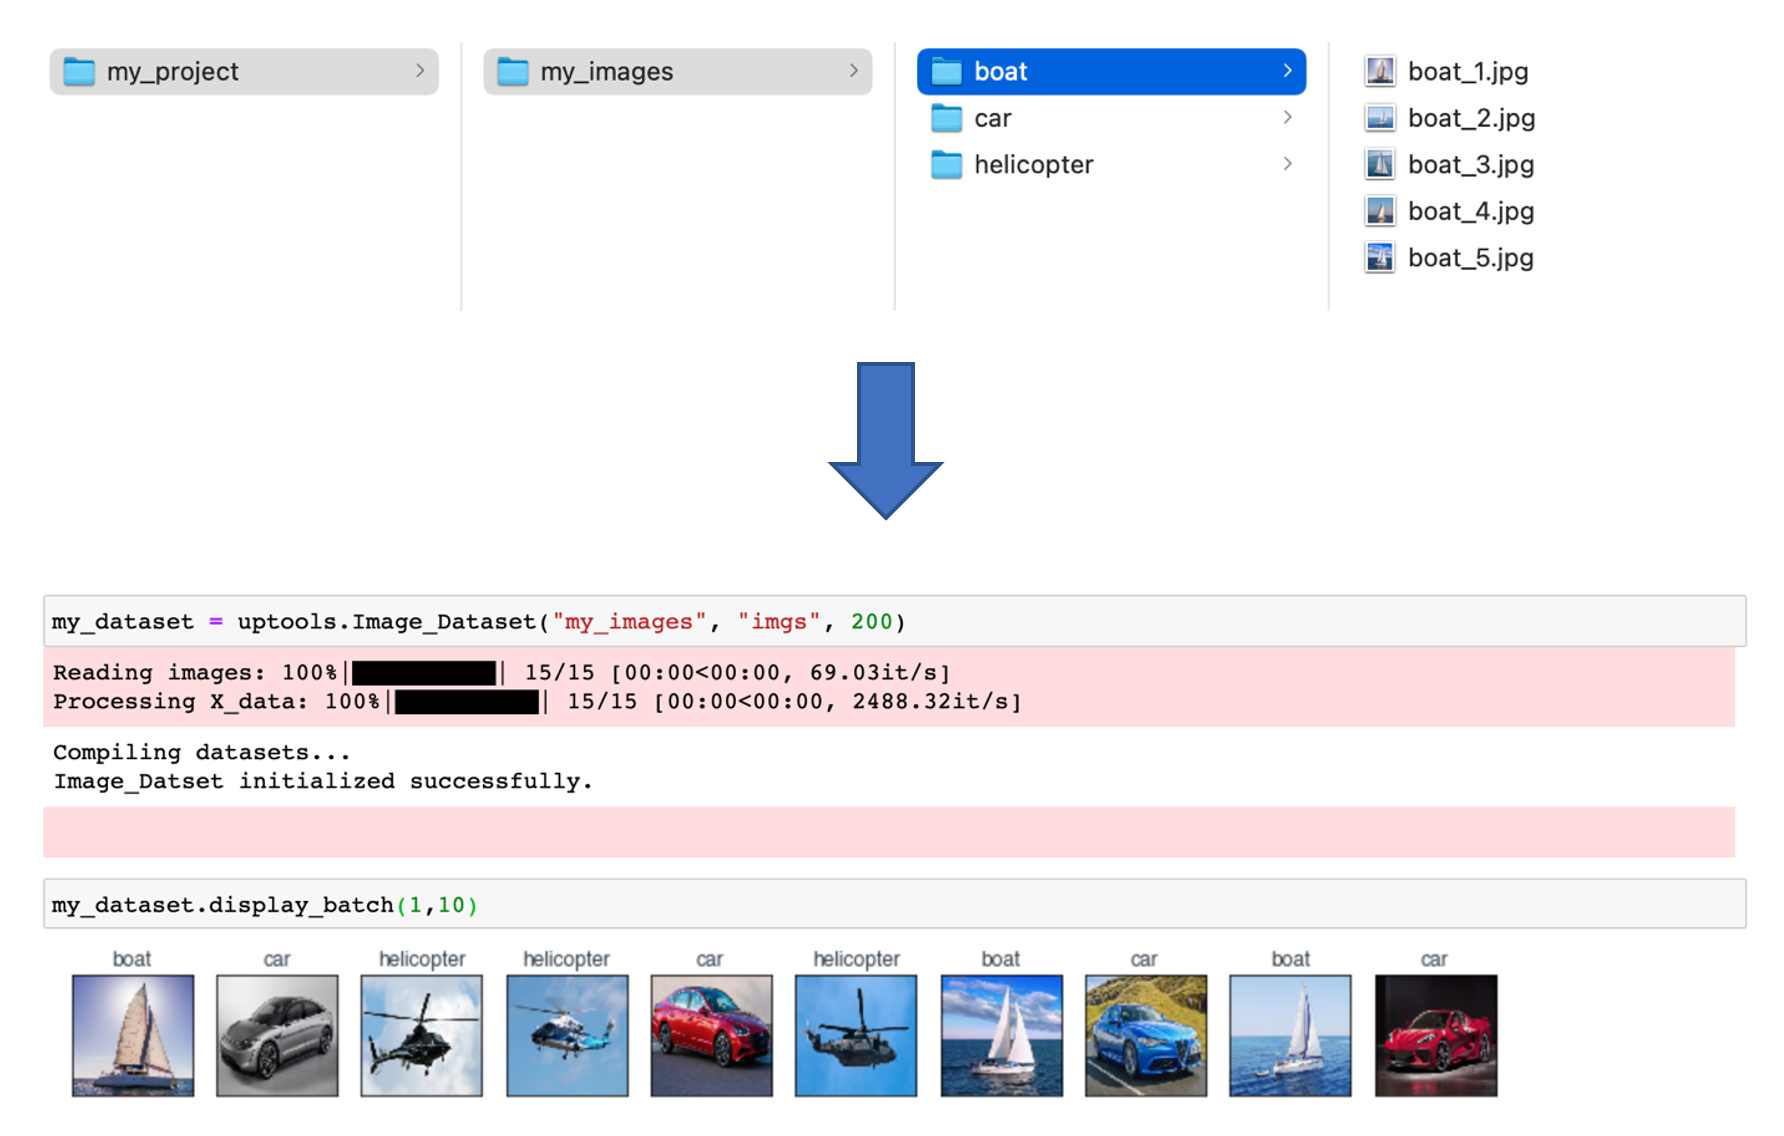 my_project my_images boat boat_1.jpg
car boat_2.jpg
helicopter boat_3.jpg
boat_4.jpg
boat_5.jpg
my_dataset = uptools.Image_Dataset("my_images", "imgs", 200)
Reading images: 100%|██████████| 15/15 [00:00<00:00, 69.03it/s]
Processing X_data: 100%|██████████| 15/15 [00:00<00:00, 2488.32it/s]
Compiling datasets...
Image_Datset initialized successfully.
my_dataset.display_batch(1,10)
boat car helicopter helicopter car helicopter boat car boat car